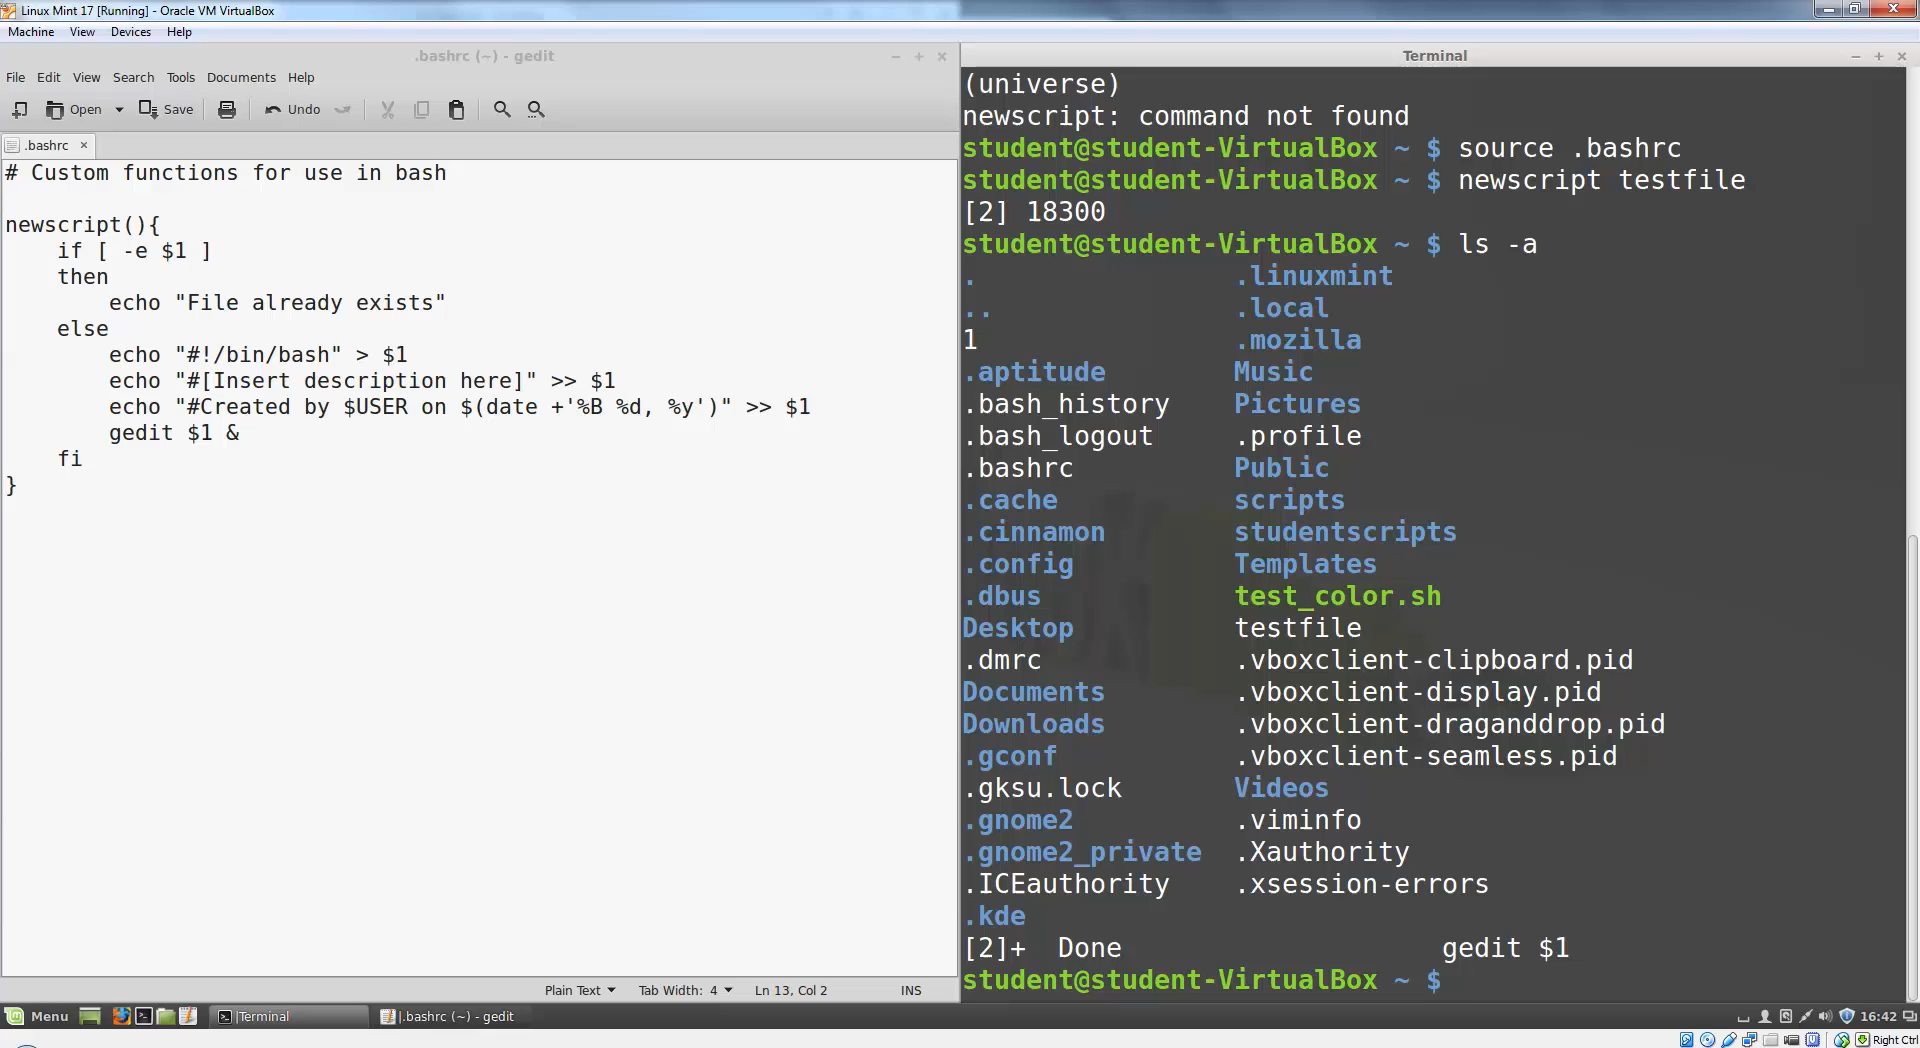 Linux Mint 17 [Running] - Oracle VM VirtualBox
Machine View Devices Help
.bashrc (~) - gedit
File Edit View Search Tools Documents Help
Open Save Undo
.bashrc
# Custom functions for use in bash
newscript(){
    if [ -e $1 ]
    then
        echo "File already exists"
    else
        echo "#!/bin/bash" > $1
        echo "#[Insert description here]" >> $1
        echo "#Created by $USER on $(date +'%B %d, %y')" >> $1
        gedit $1 &
    fi
}
Plain Text Tab Width: 4 Ln 13, Col 2 INS
Terminal
(universe)
newscript: command not found
student@student-VirtualBox ~ $ source .bashrc
student@student-VirtualBox ~ $ newscript testfile
[2] 18300
student@student-VirtualBox ~ $ ls -a
. .linuxmint
.. .local
1 .mozilla
.aptitude Music
.bash_history Pictures
.bash_logout .profile
.bashrc Public
.cache scripts
.cinnamon studentscripts
.config Templates
.dbus test_color.sh
Desktop testfile
.dmrc .vboxclient-clipboard.pid
Documents .vboxclient-display.pid
Downloads .vboxclient-draganddrop.pid
.gconf .vboxclient-seamless.pid
.gksu.lock Videos
.gnome2 .viminfo
.gnome2_private .Xauthority
.ICEauthority .xsession-errors
.kde
[2]+ Done gedit $1
student@student-VirtualBox ~ $
Menu Terminal .bashrc (~) - gedit 16:42
Right Ctrl